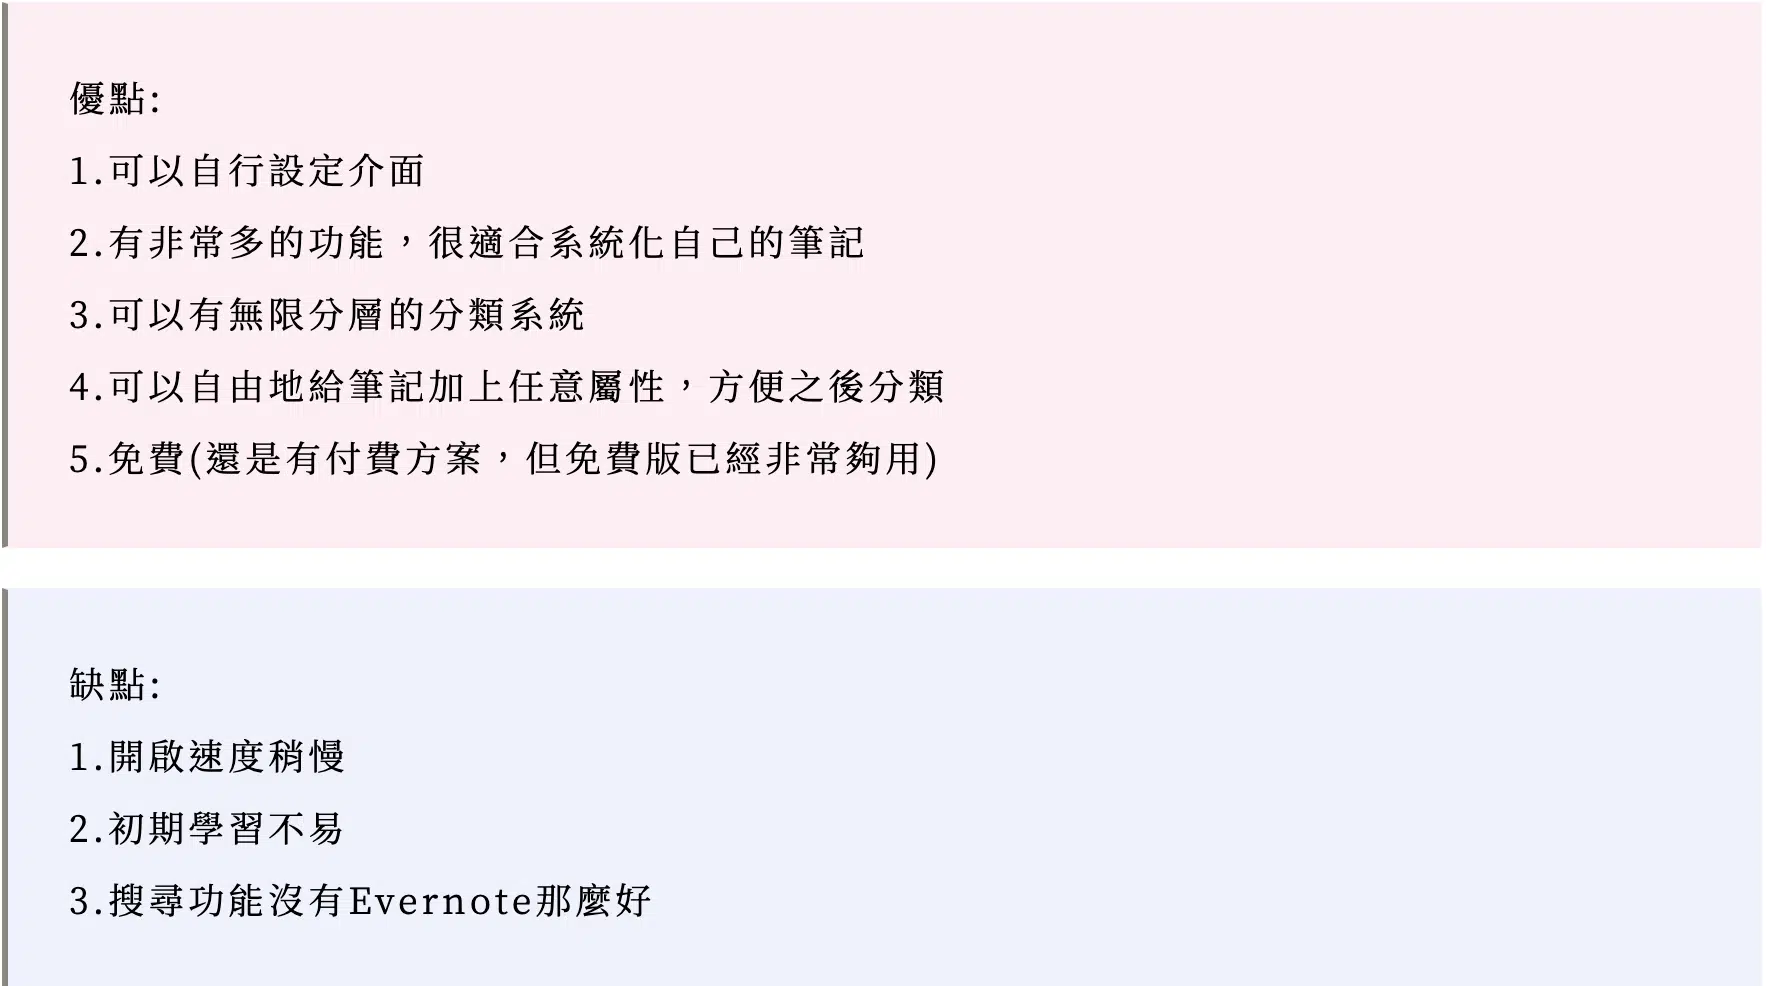 優點:
1.可以自行設定介面
2.有非常多的功能，很適合系統化自己的筆記
3.可以有無限分層的分類系統
4.可以自由地給筆記加上任意屬性，方便之後分類
5.免費(還是有付費方案，但免費版已經非常夠用)
缺點:
1.開啟速度稍慢
2.初期學習不易
3.搜尋功能沒有Evernote那麼好